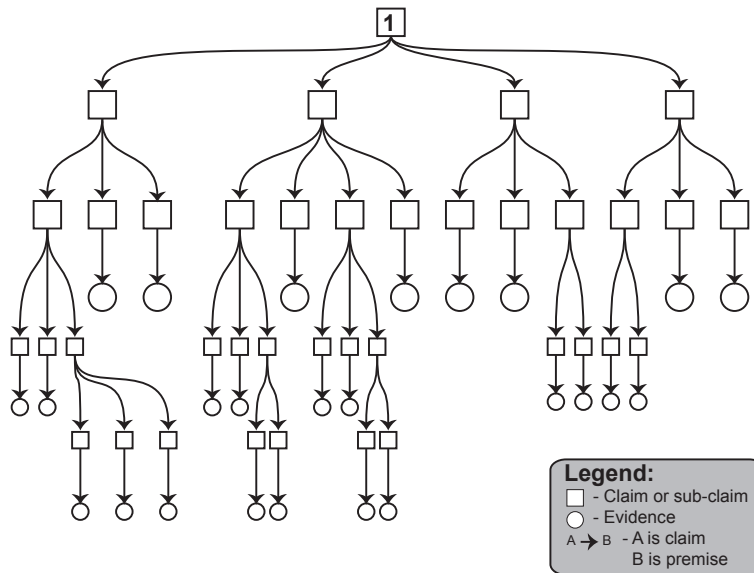 1
Legend:
- Claim or sub-claim
- Evidence
A B - A is claim
B is premise